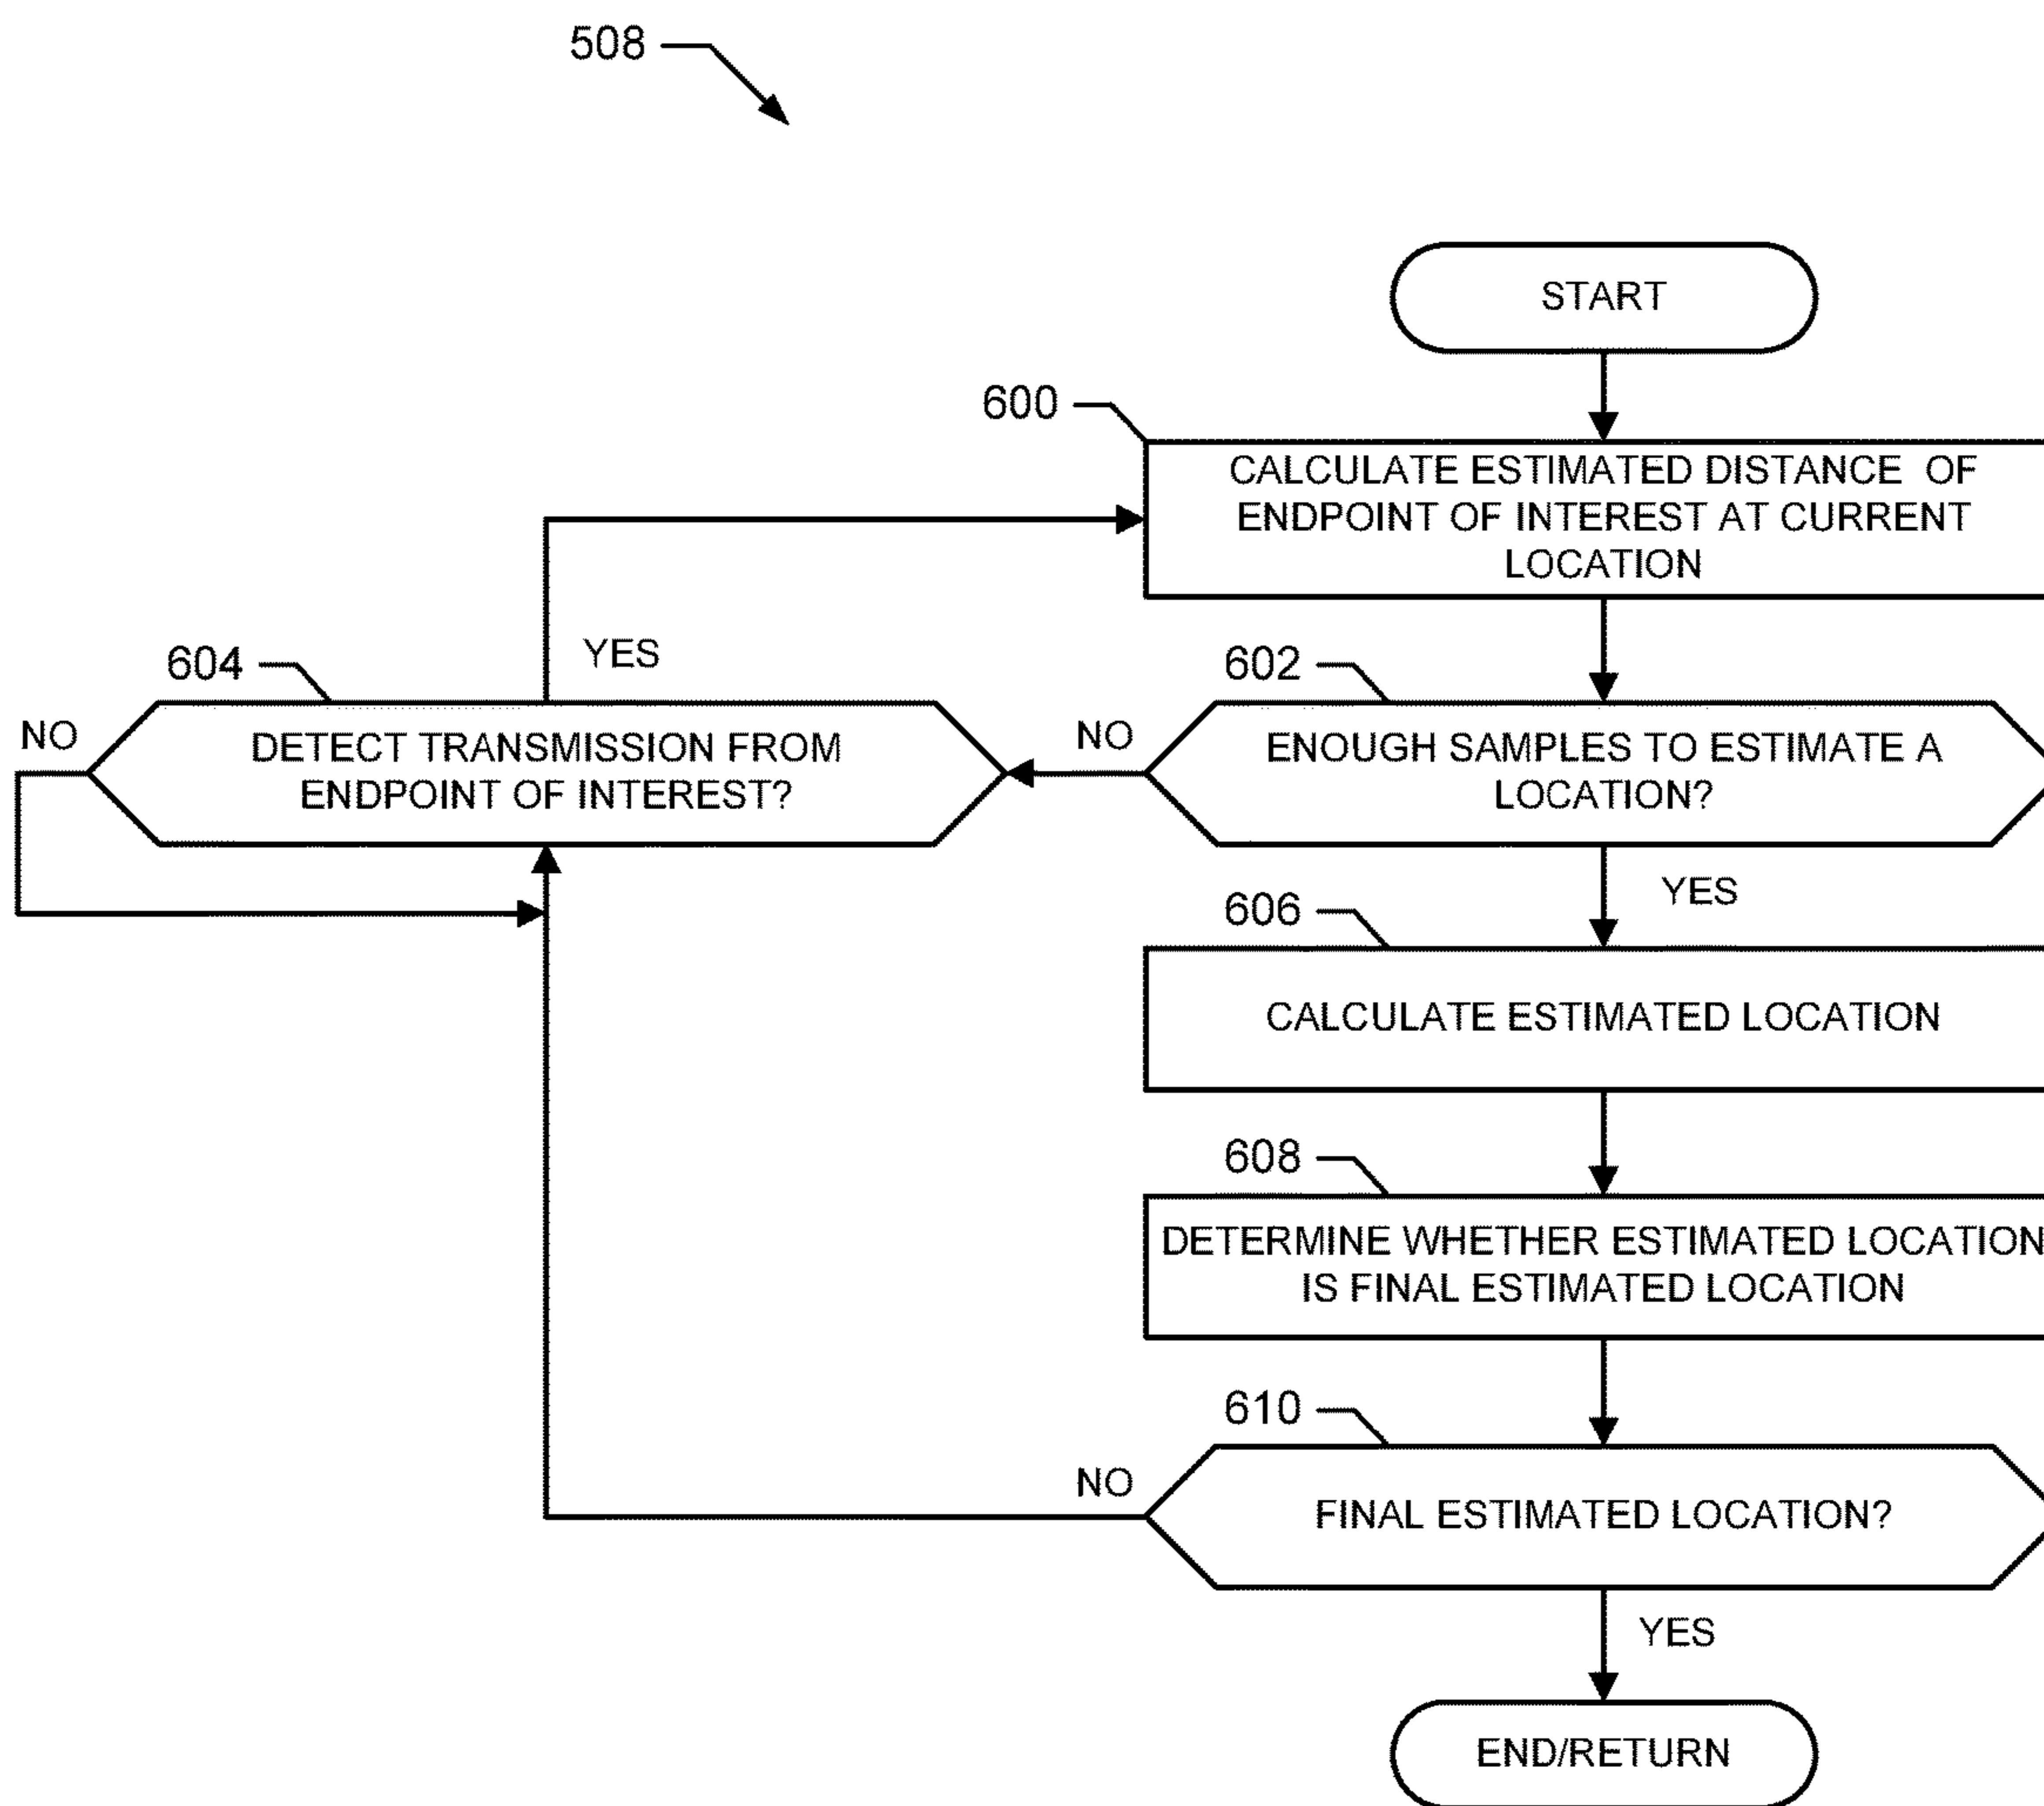 508
START
600
CALCULATE ESTIMATED DISTANCE OF
ENDPOINT OF INTEREST AT CURRENT
LOCATION
604
YES
602
NO
DETECT TRANSMISSION FROM
ENDPOINT OF INTEREST?
NO
ENOUGH SAMPLES TO ESTIMATE A
LOCATION?
YES
606
CALCULATE ESTIMATED LOCATION
608
DETERMINE WHETHER ESTIMATED LOCATION
IS FINAL ESTIMATED LOCATION
610
NO
FINAL ESTIMATED LOCATION?
YES
END/RETURN